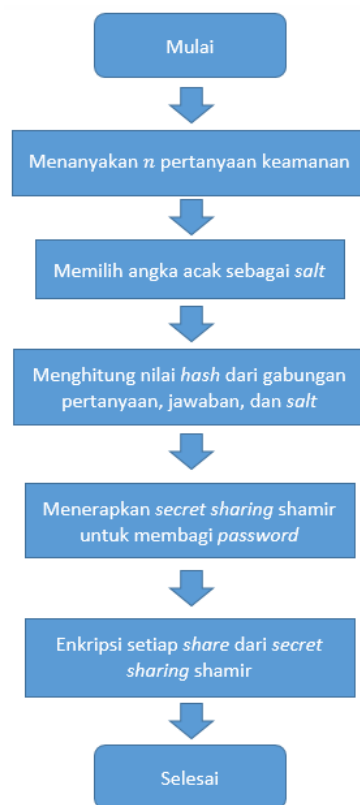 Mulai
Menanyakan n pertanyaan keamanan
Memilih angka acak sebagai salt
Menghitung nilai hash dari gabungan
pertanyaan, jawaban, dan salt
Menerapkan secret sharing shamir
untuk membagi password
Enkripsi setiap share dari secret
sharing shamir
Selesai